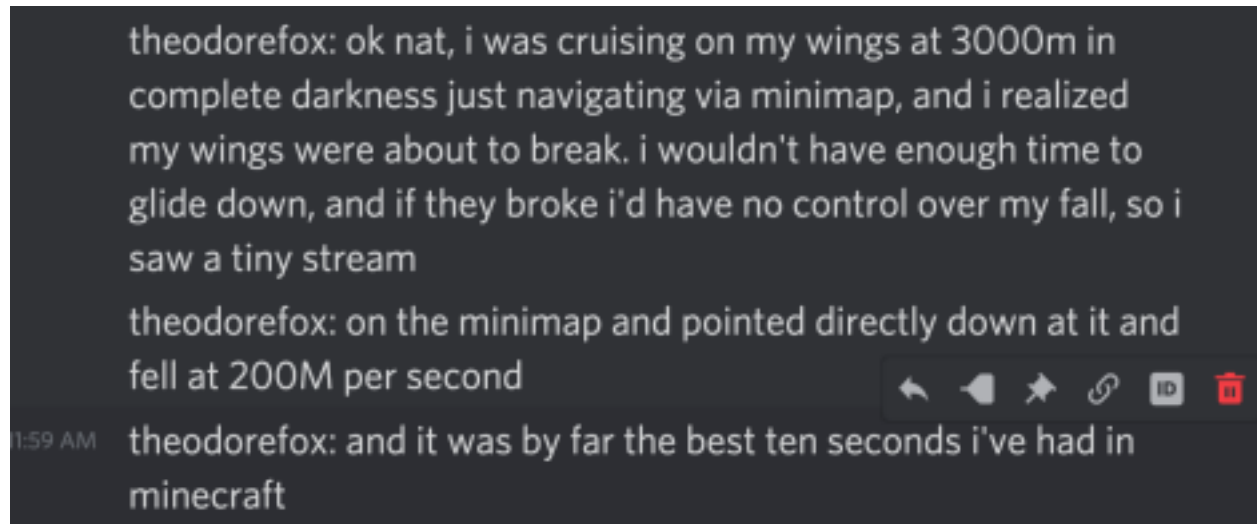 theodorefox: ok nat, i was cruising on my wings at 3000m in
complete darkness just navigating via minimap, and i realized
my wings were about to break. i wouldn't have enough time to
glide down, and if they broke i'd have no control over my fall, so i
saw a tiny stream
theodorefox: on the minimap and pointed directly down at it and
fell at 200M per second
ID
11:59 AM theodorefox: and it was by far the best ten seconds i've had in
minecraft